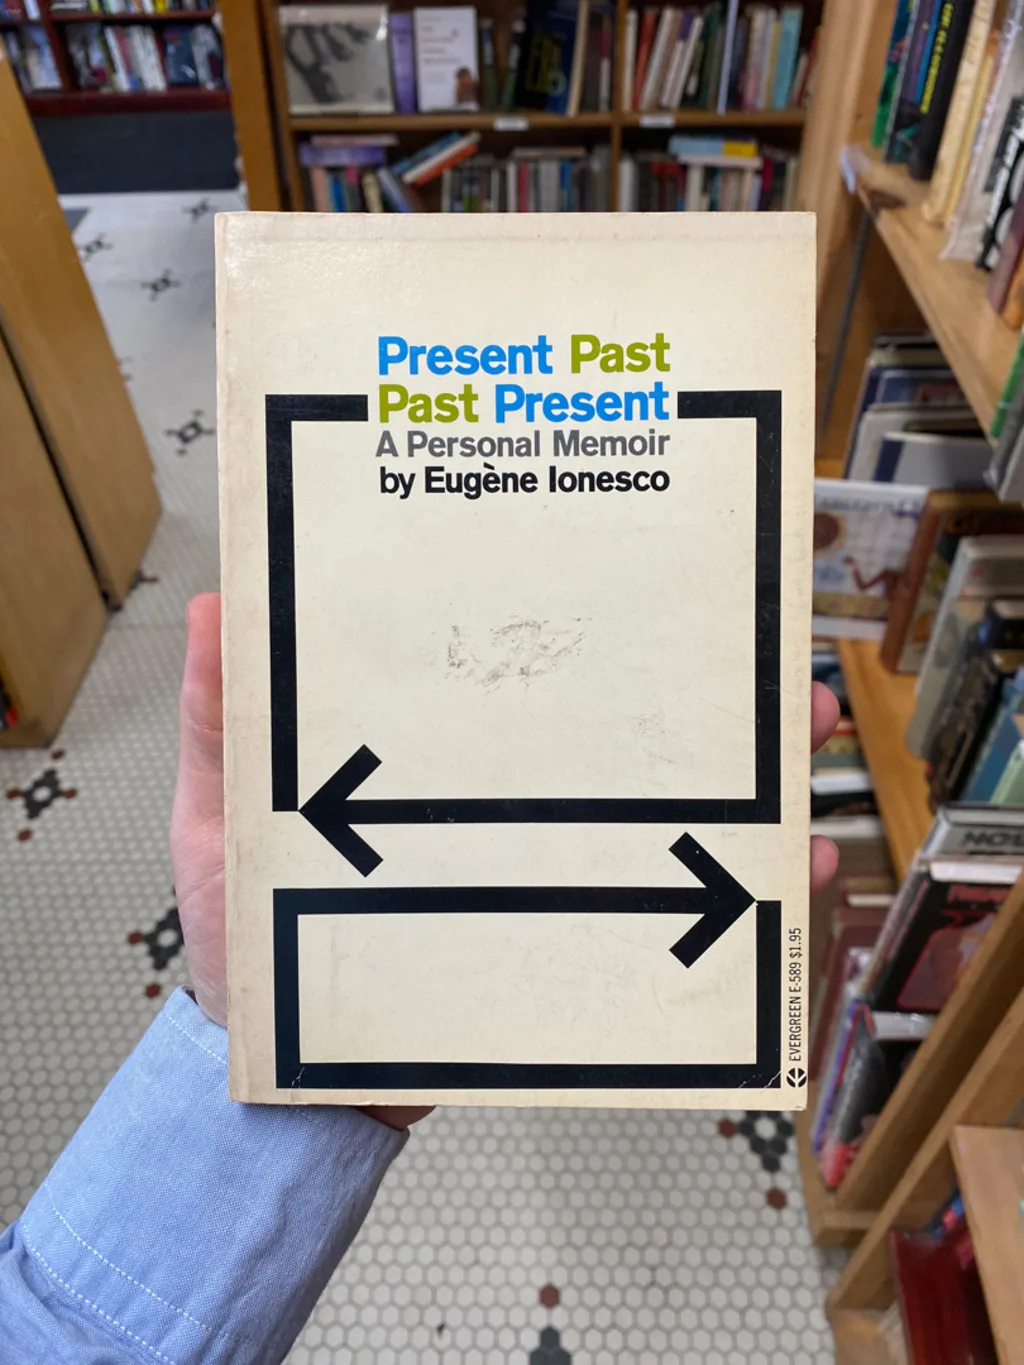 Present Past
Past Present
A Personal Memoir
by Eugène Ionesco
EVERGREEN E-589 $1.95